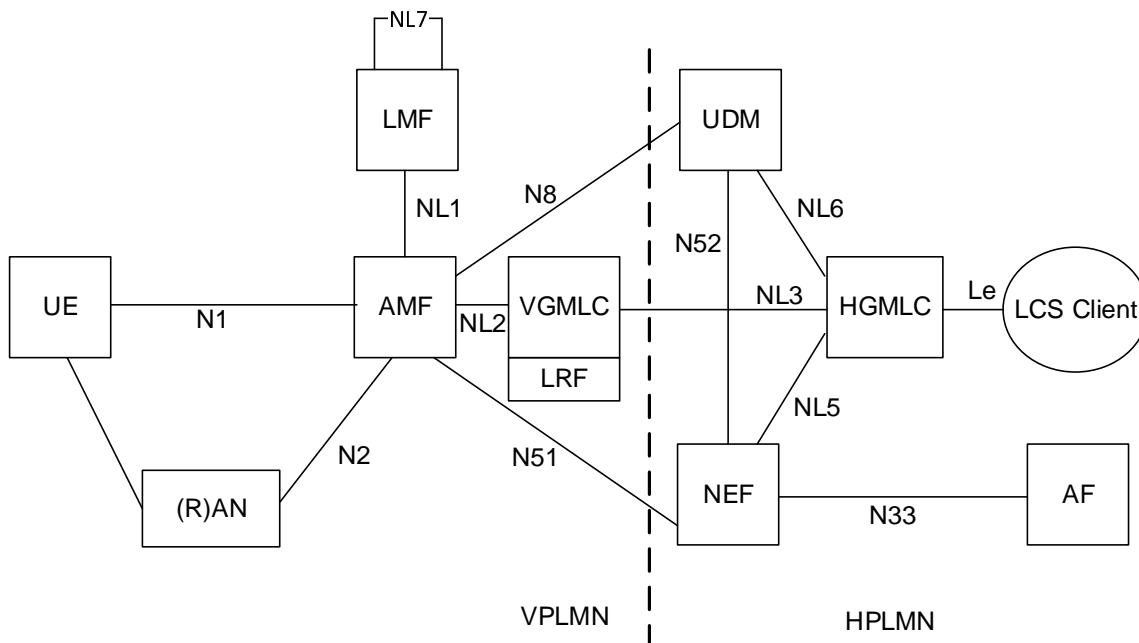 NL7
LMF
UDM
NL1
N8
NL6
N52
UE
N1
AMF
NL2
VGMLC
NL3
HGMLC
Le
LCS Client
LRF
NL5
N2
N51
(R)AN
NEF
N33
AF
VPLMN
HPLMN